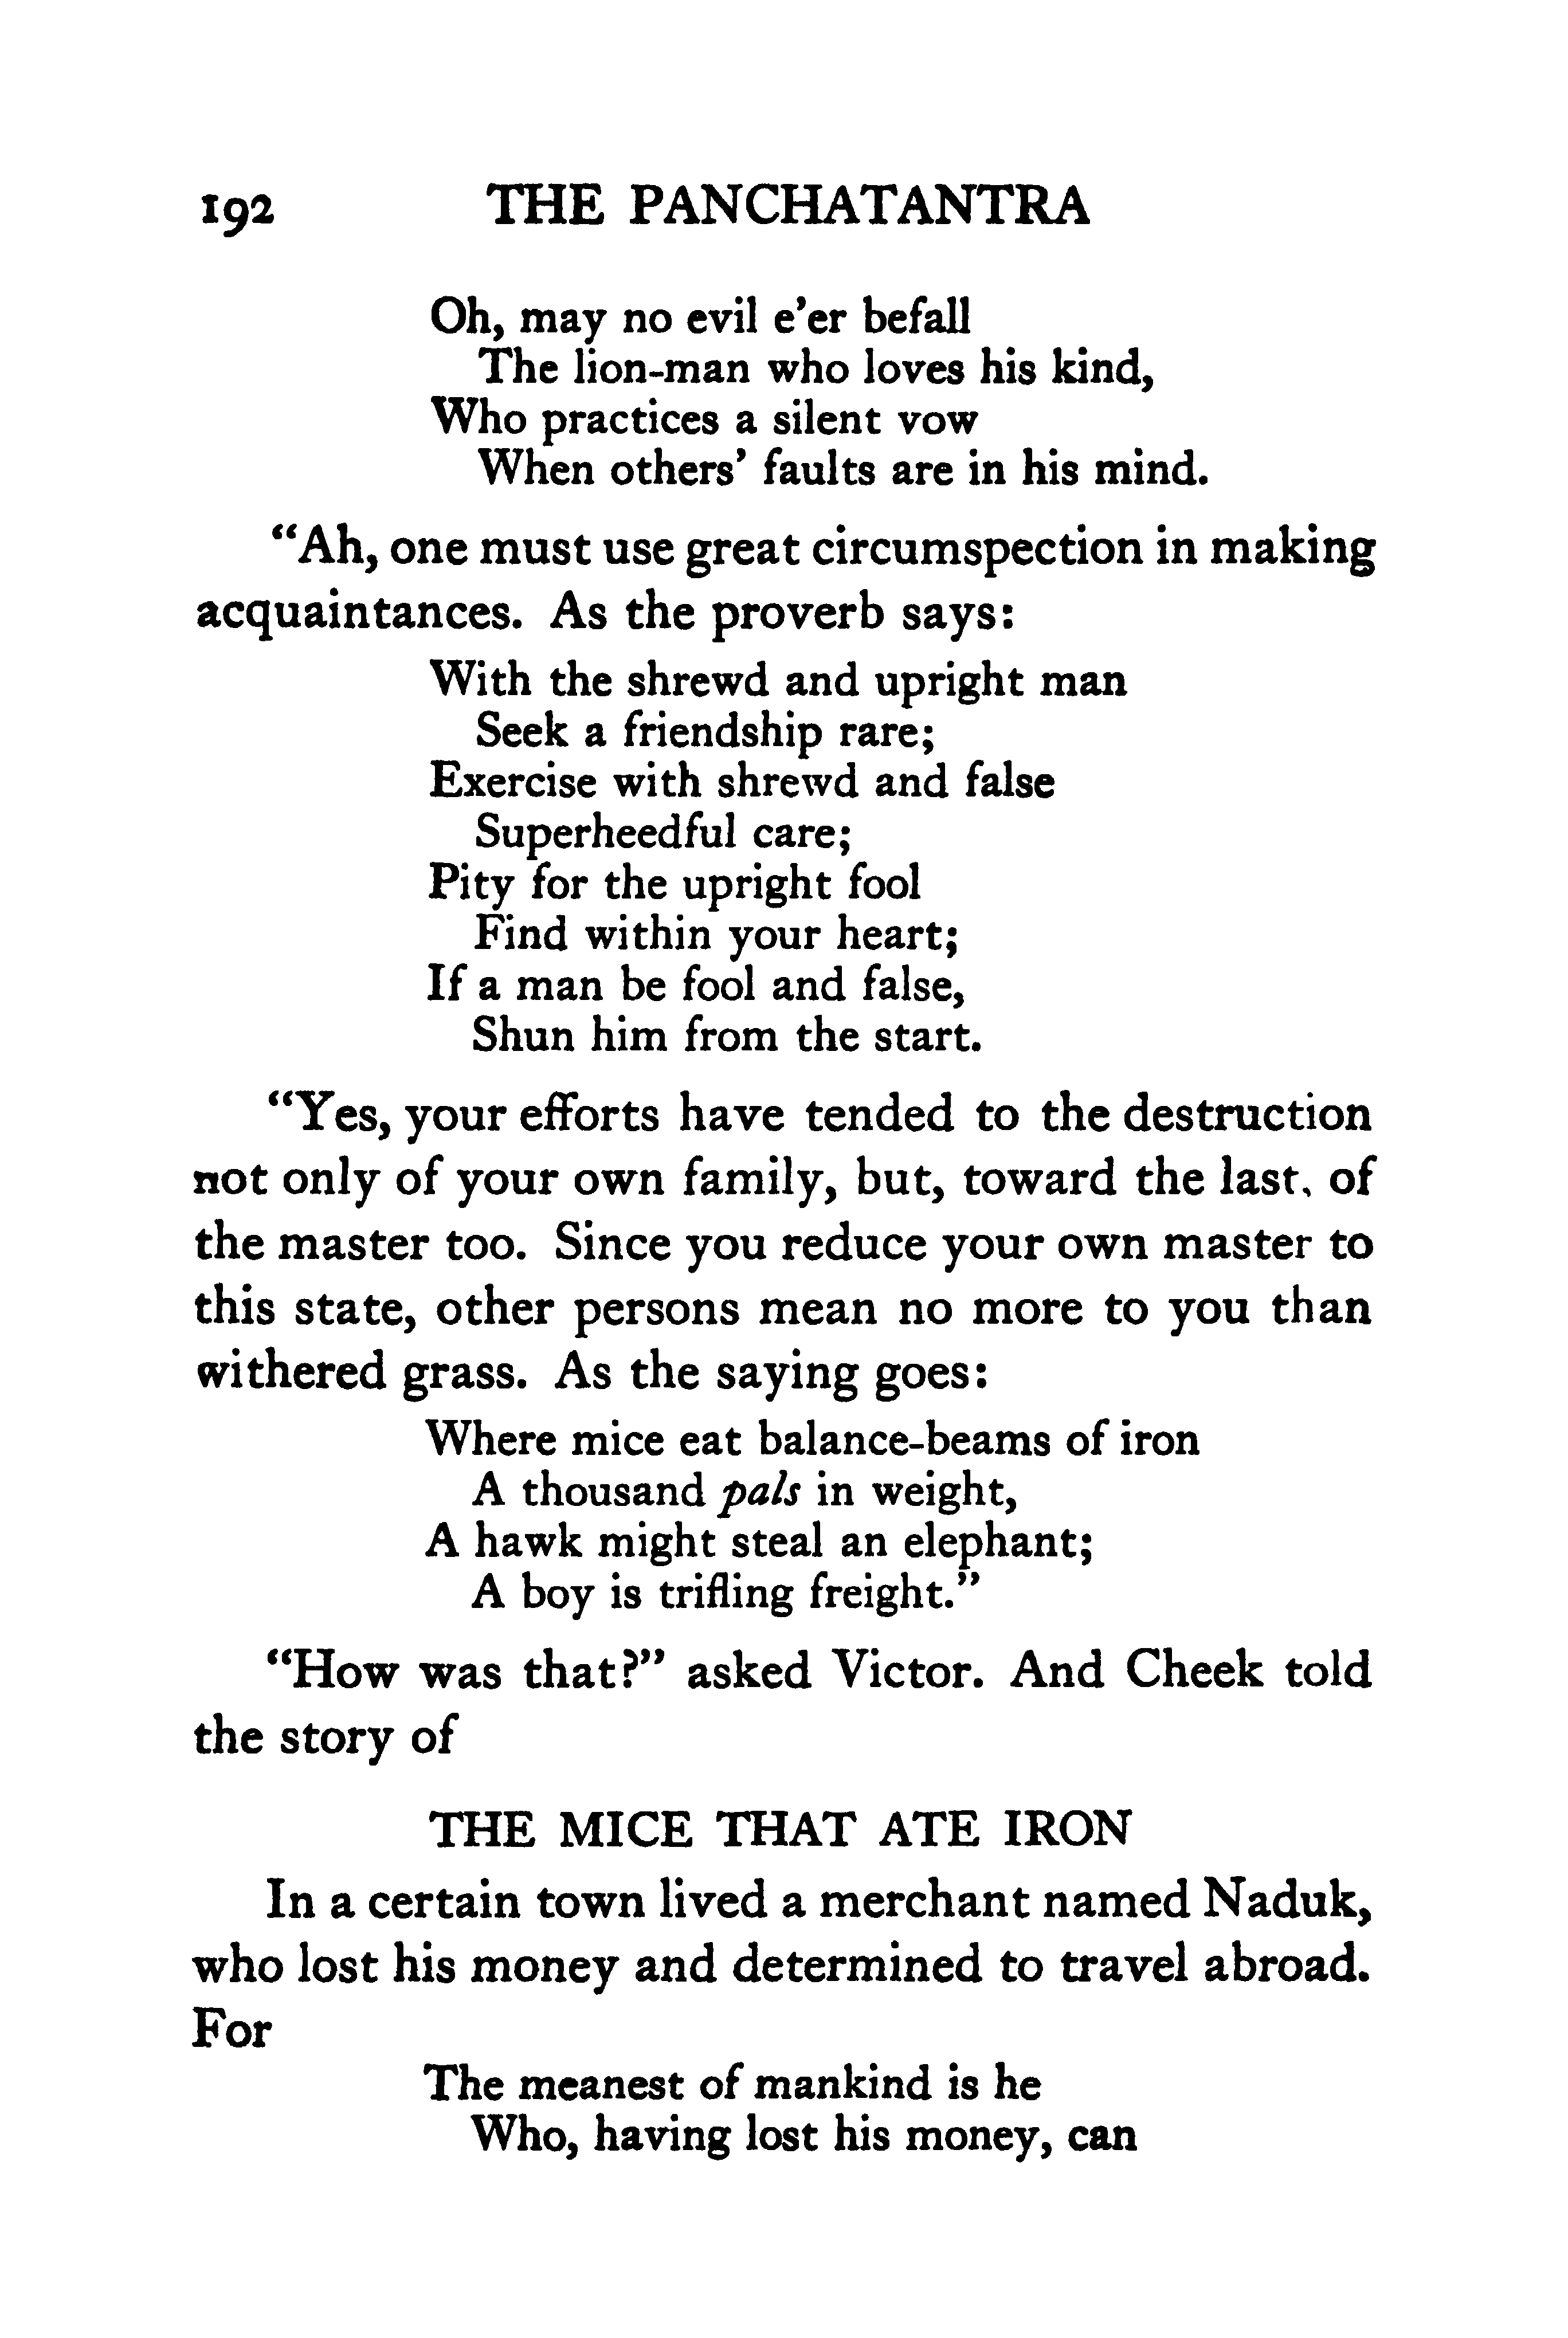 192 THE PANCHATANTRA
Oh, may no evil e'er befall
The lion-man who loves his kind,
Who practices a silent vow
When others' faults are in his mind.
"Ah, one must use great circumspection in making
acquaintances. As the proverb says:
With the shrewd and upright man
Seek a friendship rare;
Exercise with shrewd and false
Superheedful care;
Pity for the upright fool
Find within your heart;
If a man be fool and false,
Shun him from the start.
"Yes, your efforts have tended to the destruction
not only of your own family, but, toward the last, of
the master too. Since you reduce your own master to
this state, other persons mean no more to you than
withered grass. As the saying goes:
Where mice eat balance-beams of iron
A thousand pals in weight,
A hawk might steal an elephant;
A boy is trifling freight."
"How was that?" asked Victor. And Cheek told
the story of
THE MICE THAT ATE IRON
In a certain town lived a merchant named Naduk,
who lost his money and determined to travel abroad.
For
The meanest of mankind is he
Who, having lost his money, can